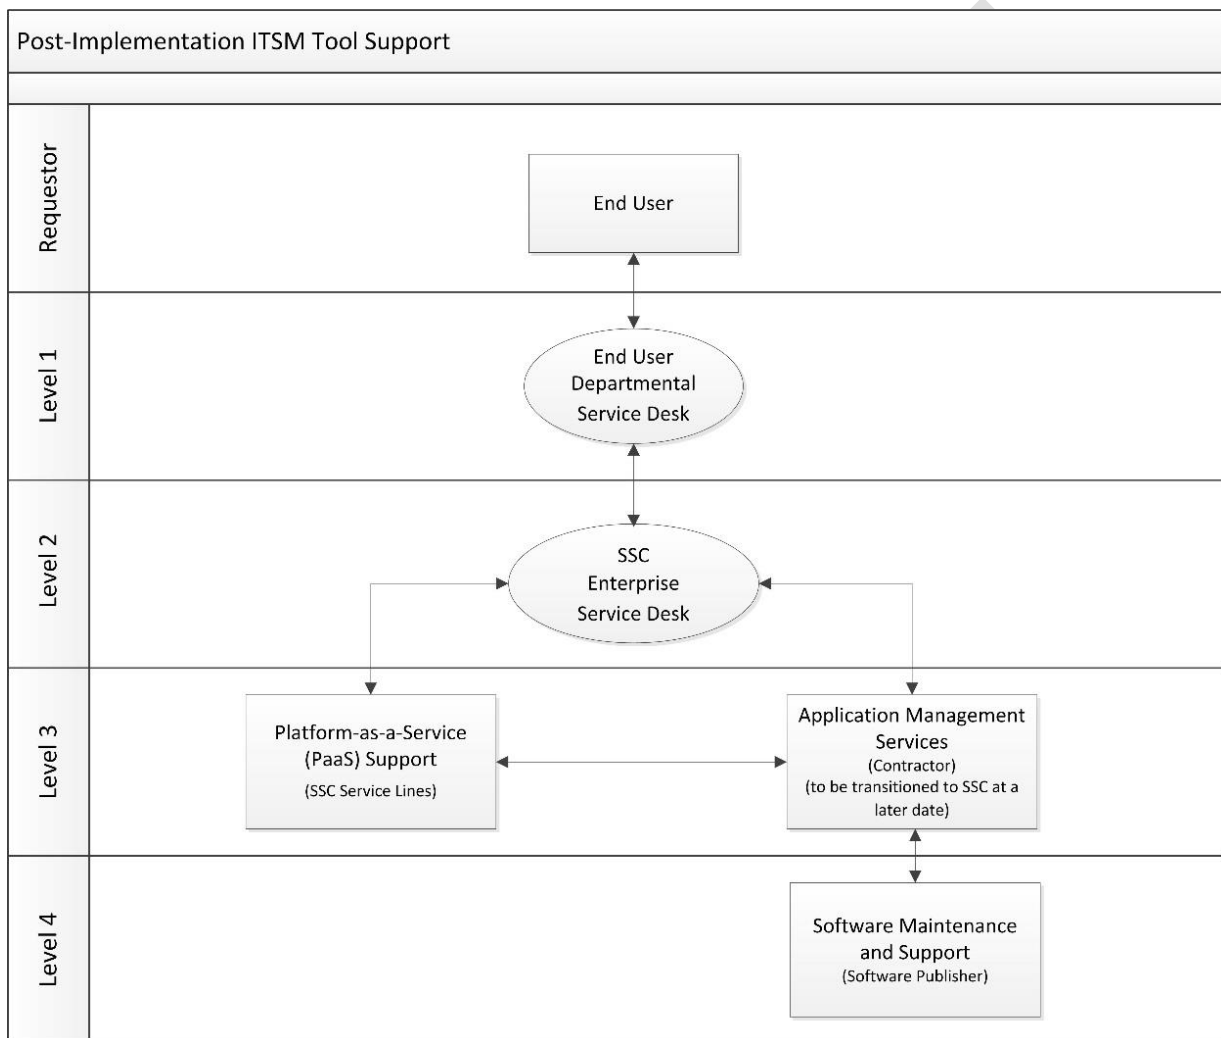 Post-Implementation ITSM Tool Support
Requestor
End User
Level 1
End User
Departmental
Service Desk
Level 2
SSC
Enterprise
Service Desk
Level 3
Platform-as-a-Service
(PaaS) Support
(SSC Service Lines)
Application Management
Services
(Contractor)
(to be transitioned to SSC at a
later date)
Level 4
Software Maintenance
and Support
(Software Publisher)